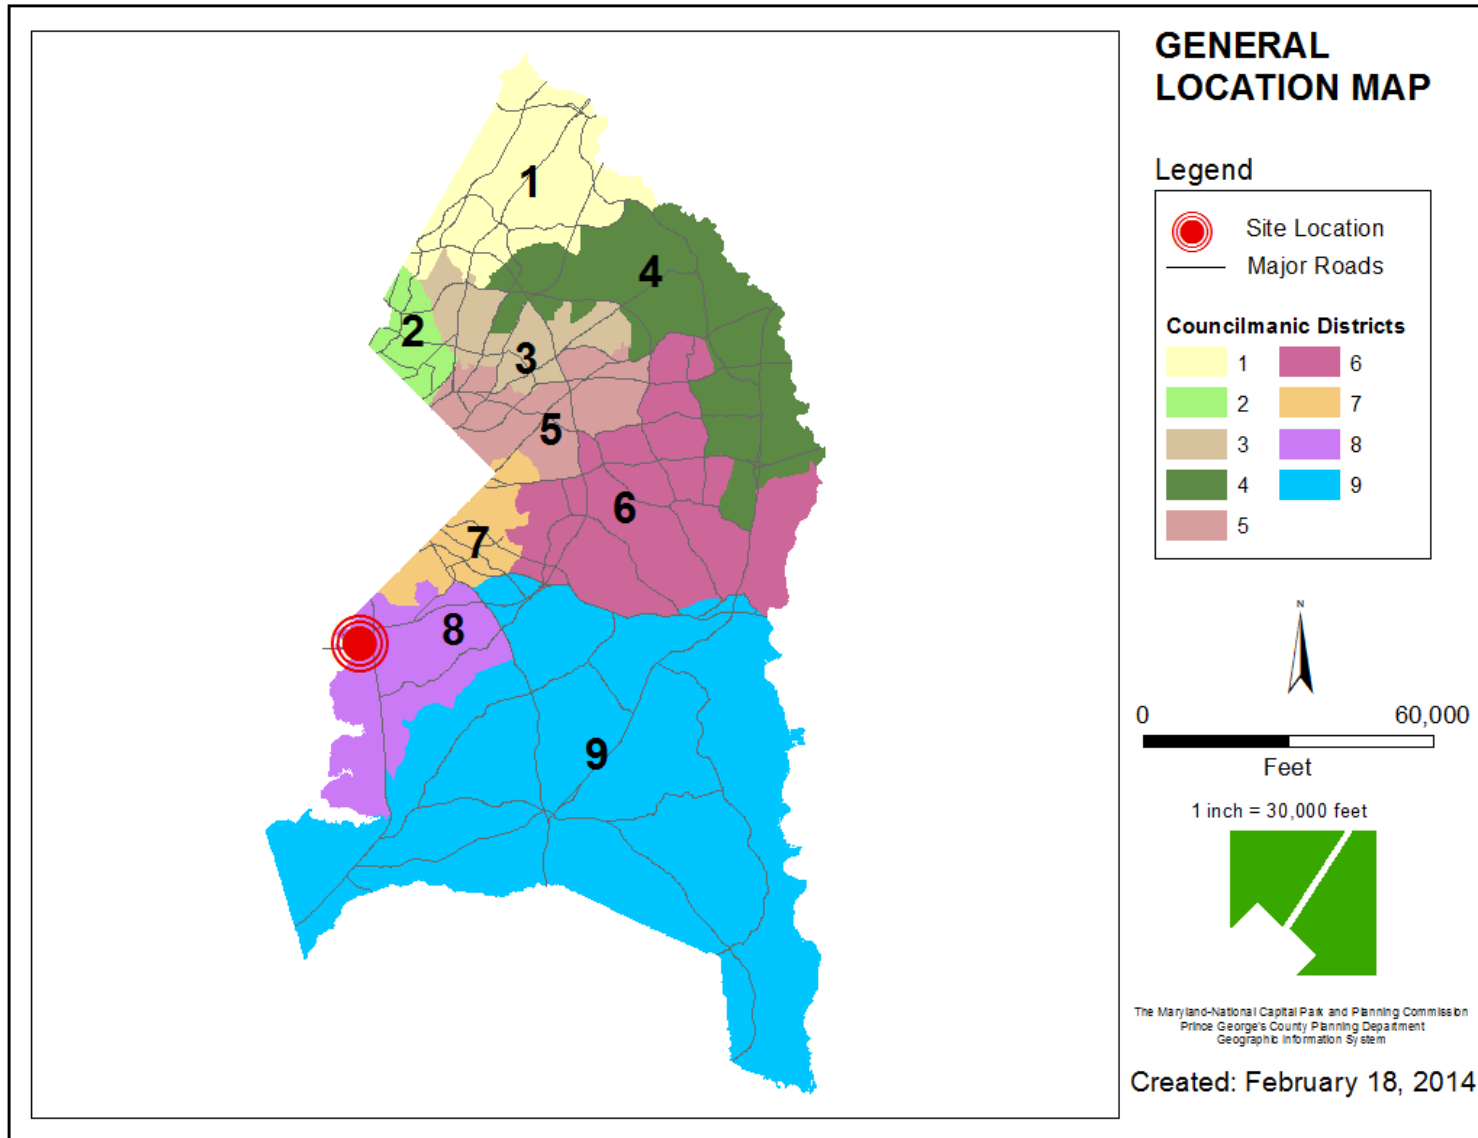 GENERAL
LOCATION MAP
Legend
Site Location
Major Roads
Councilmanic Districts
1
6
2
7
3
8
4
9
5
1
2
3
4
5
6
7
8
9
N
0
60,000
Feet
1 inch = 30,000 feet
The Maryland-National Capital Park and Planning Commission
Prince George's County Planning Department
Geographic Information System
Created: February 18, 2014